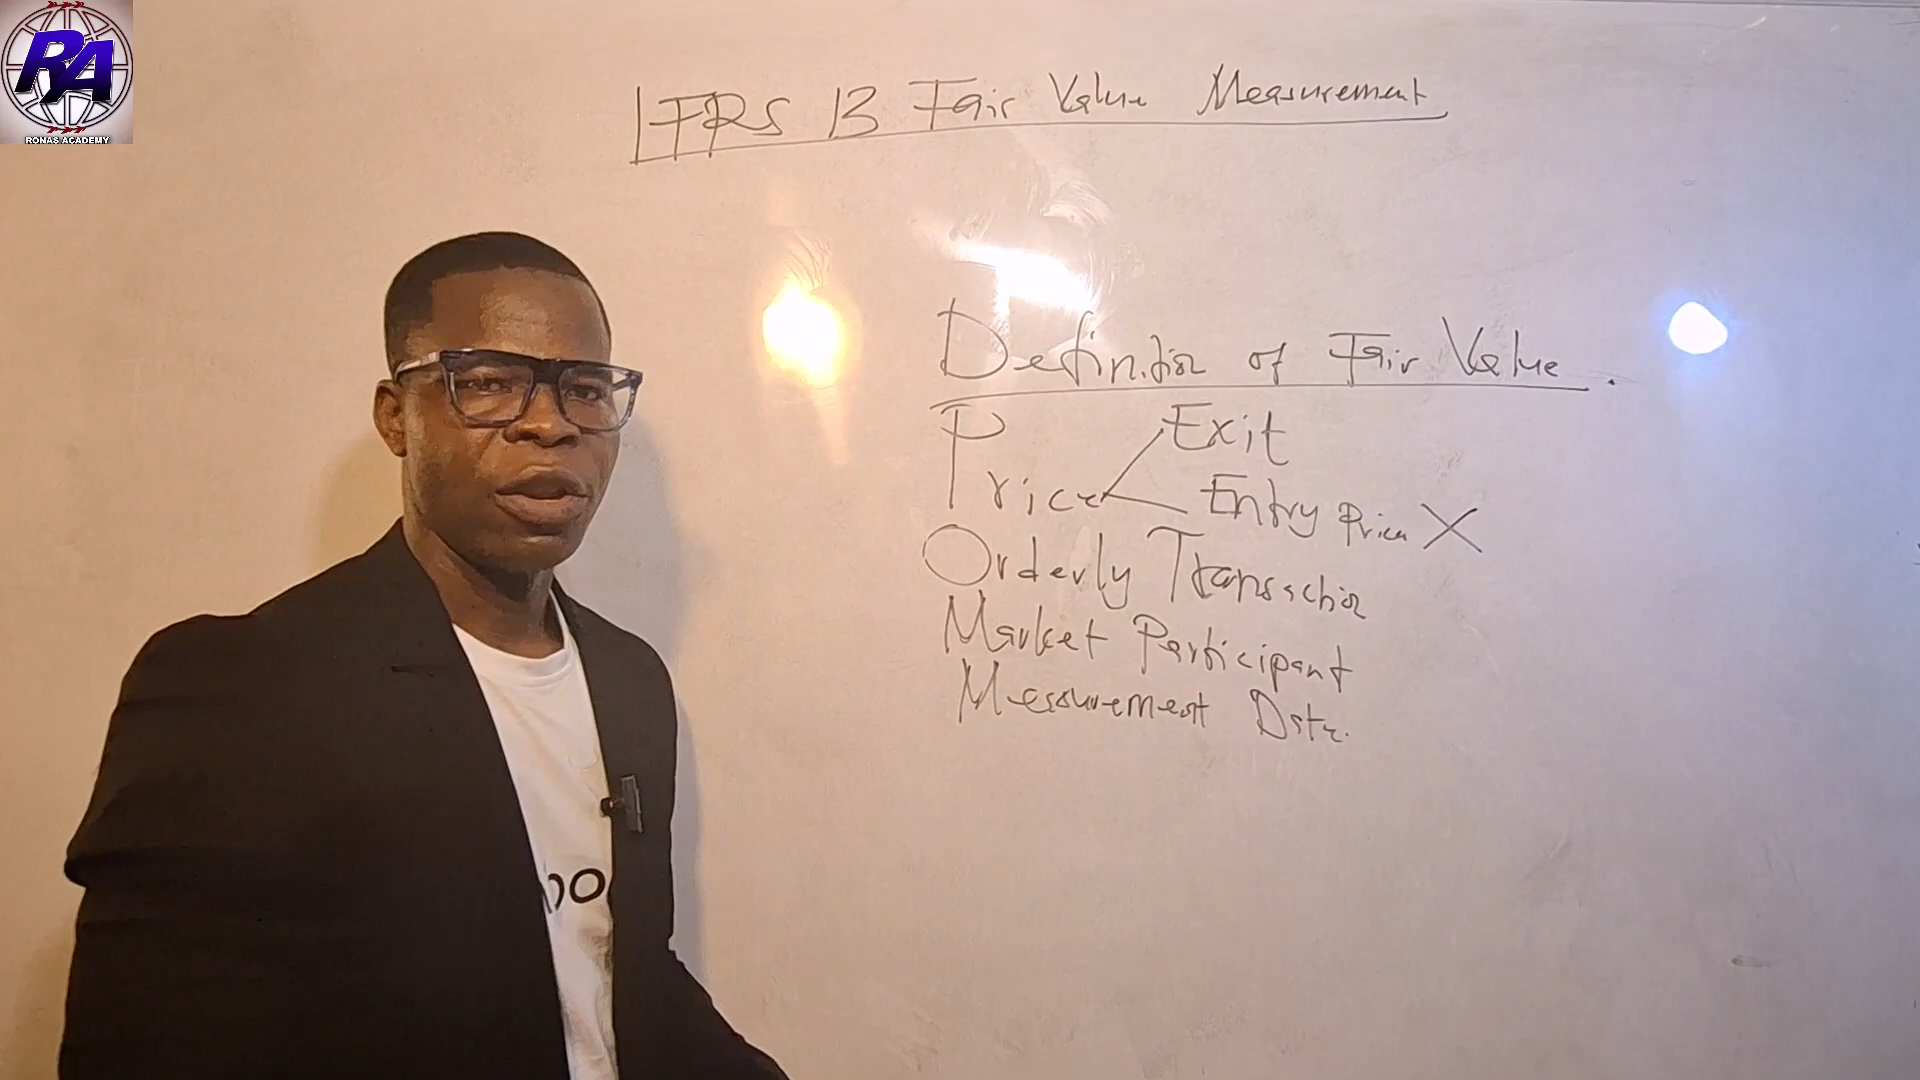 RA
RONAS ACADEMY
IFRS 13 Fair Value Measurement
Definition of Fair Value.
Exit
Price
Entry Price X
Orderly Transaction
Market Participant
Measurement Date.